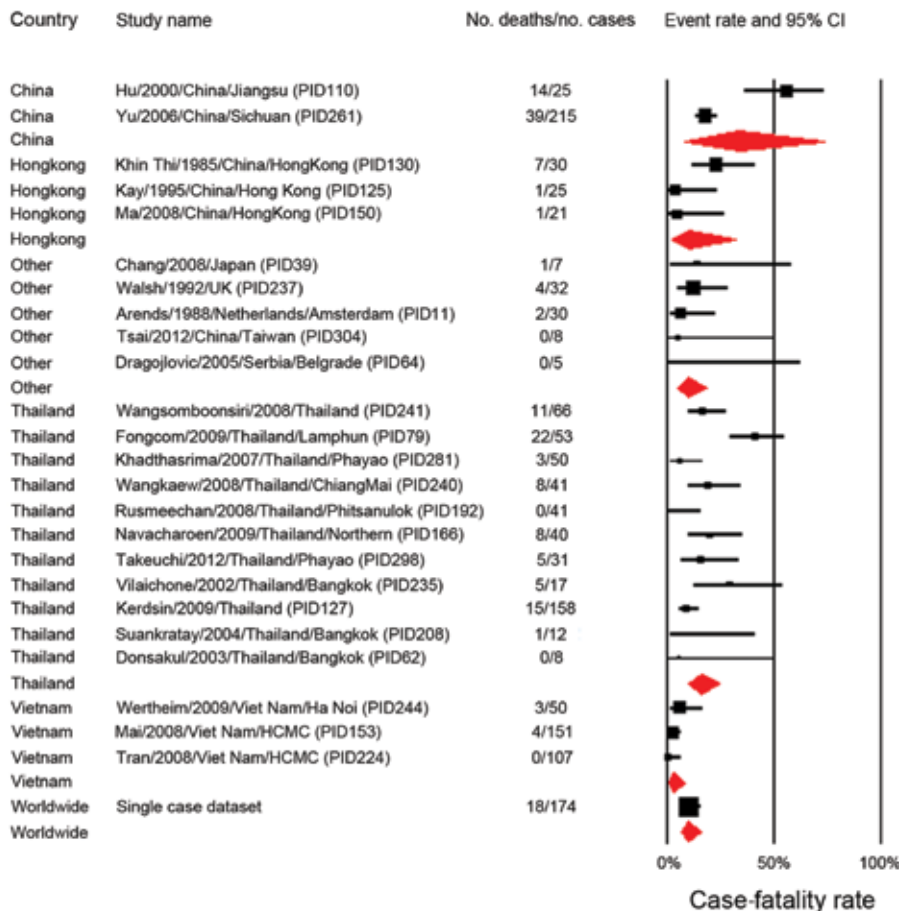 Country Study name No. deaths/no. cases Event rate and 95% CI
China Hu/2000/China/Jiangsu (PID110) 14/25
China Yu/2006/China/Sichuan (PID261) 39/215
China
Hongkong Khin Thi/1985/China/HongKong (PID130) 7/30
Hongkong Kay/1995/China/Hong Kong (PID125) 1/25
Hongkong Ma/2008/China/HongKong (PID150) 1/21
Hongkong
Other Chang/2008/Japan (PID39) 1/7
Other Walsh/1992/UK (PID237) 4/32
Other Arends/1988/Netherlands/Amsterdam (PID11) 2/30
Other Tsai/2012/China/Taiwan (PID304) 0/8
Other Dragojlovic/2005/Serbia/Belgrade (PID64) 0/5
Other
Thailand Wangsomboonsiri/2008/Thailand (PID241) 11/66
Thailand Fongcom/2009/Thailand/Lamphun (PID79) 22/53
Thailand Khadthasrima/2007/Thailand/Phayao (PID281) 3/50
Thailand Wangkaew/2008/Thailand/ChiangMai (PID240) 8/41
Thailand Rusmeechan/2008/Thailand/Phitsanulok (PID192) 0/41
Thailand Navacharoen/2009/Thailand/Northern (PID166) 8/40
Thailand Takeuchi/2012/Thailand/Phayao (PID298) 5/31
Thailand Vilaichone/2002/Thailand/Bangkok (PID235) 5/17
Thailand Kerdsin/2009/Thailand (PID127) 15/158
Thailand Suankratay/2004/Thailand/Bangkok (PID208) 1/12
Thailand Donsakul/2003/Thailand/Bangkok (PID62) 0/8
Thailand
Vietnam Wertheim/2009/Viet Nam/Ha Noi (PID244) 3/50
Vietnam Mai/2008/Viet Nam/HCMC (PID153) 4/151
Vietnam Tran/2008/Viet Nam/HCMC (PID224) 0/107
Vietnam
Worldwide Single case dataset 18/174
Worldwide
0% 50% 100%
Case-fatality rate